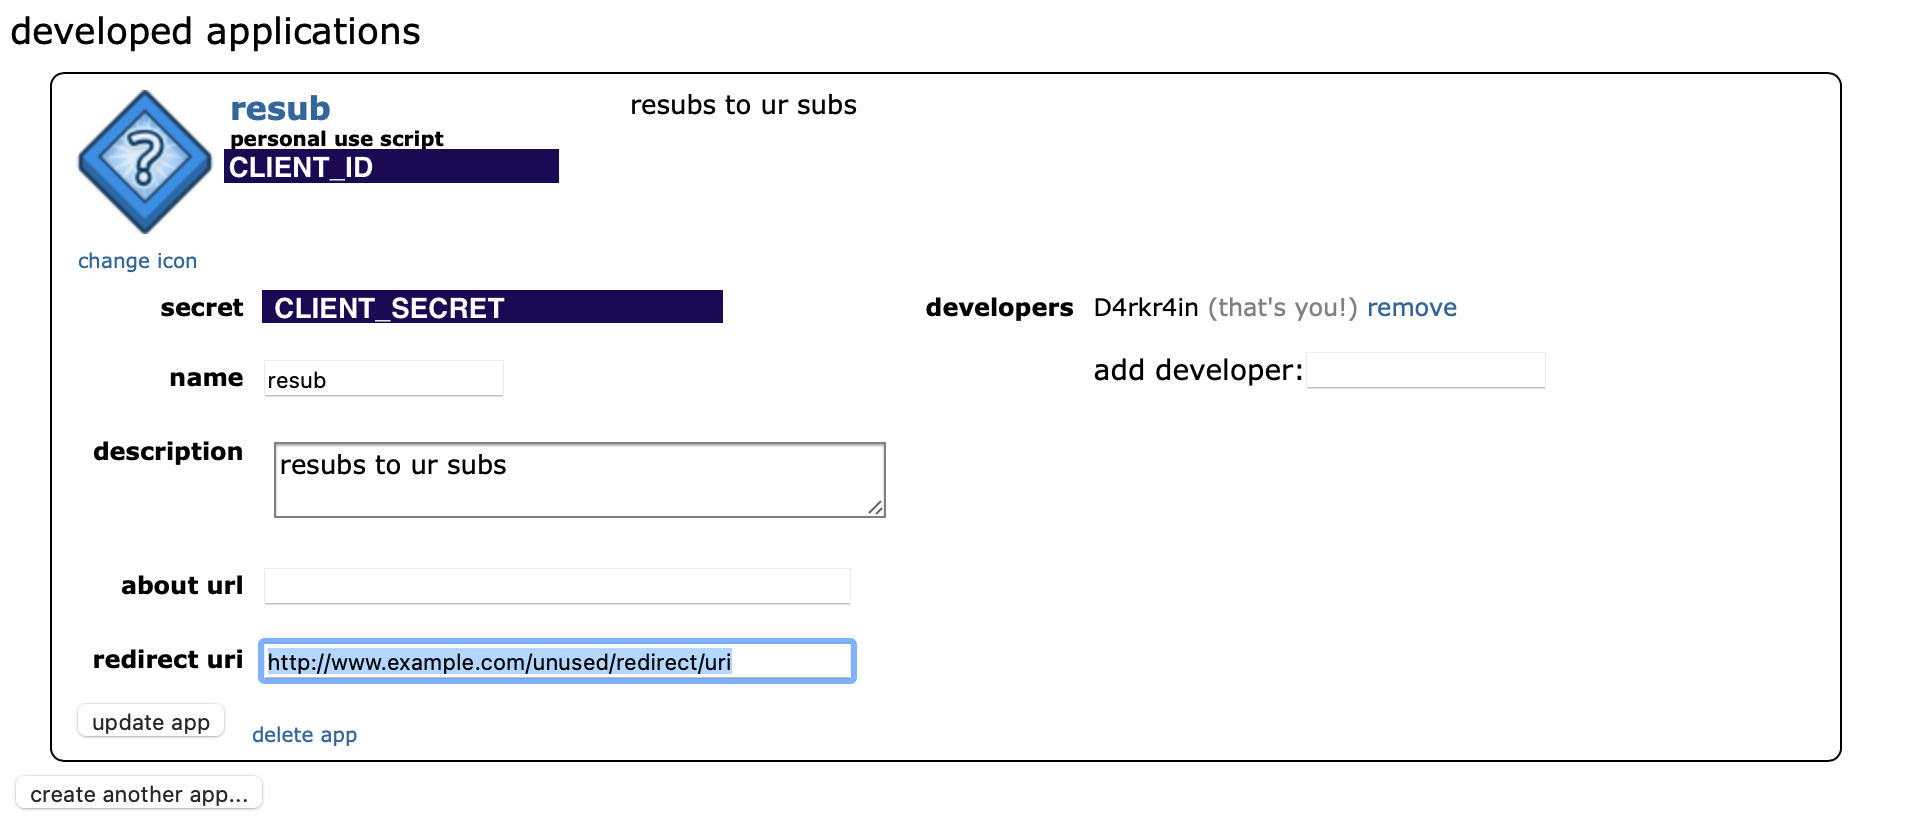 developed applications
resub
resubs to ur subs
personal use script
CLIENT_ID
change icon
secret CLIENT_SECRET
developers D4rkr4in (that's you!) remove
name resub
add developer:
description resubs to ur subs
about url
redirect uri http://www.example.com/unused/redirect/uri
update app
delete app
create another app...